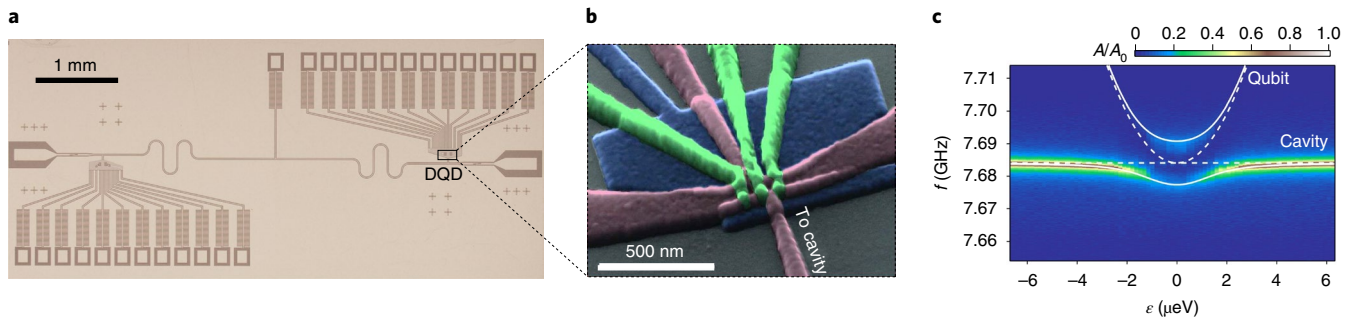 a
1 mm
DQD
b
500 nm
To cavity
c
A/A0
0 0.2 0.4 0.6 0.8 1.0
7.71
7.70
7.69
7.68
7.67
7.66
f (GHz)
Qubit
Cavity
–6 –4 –2 0 2 4 6
ε (μeV)